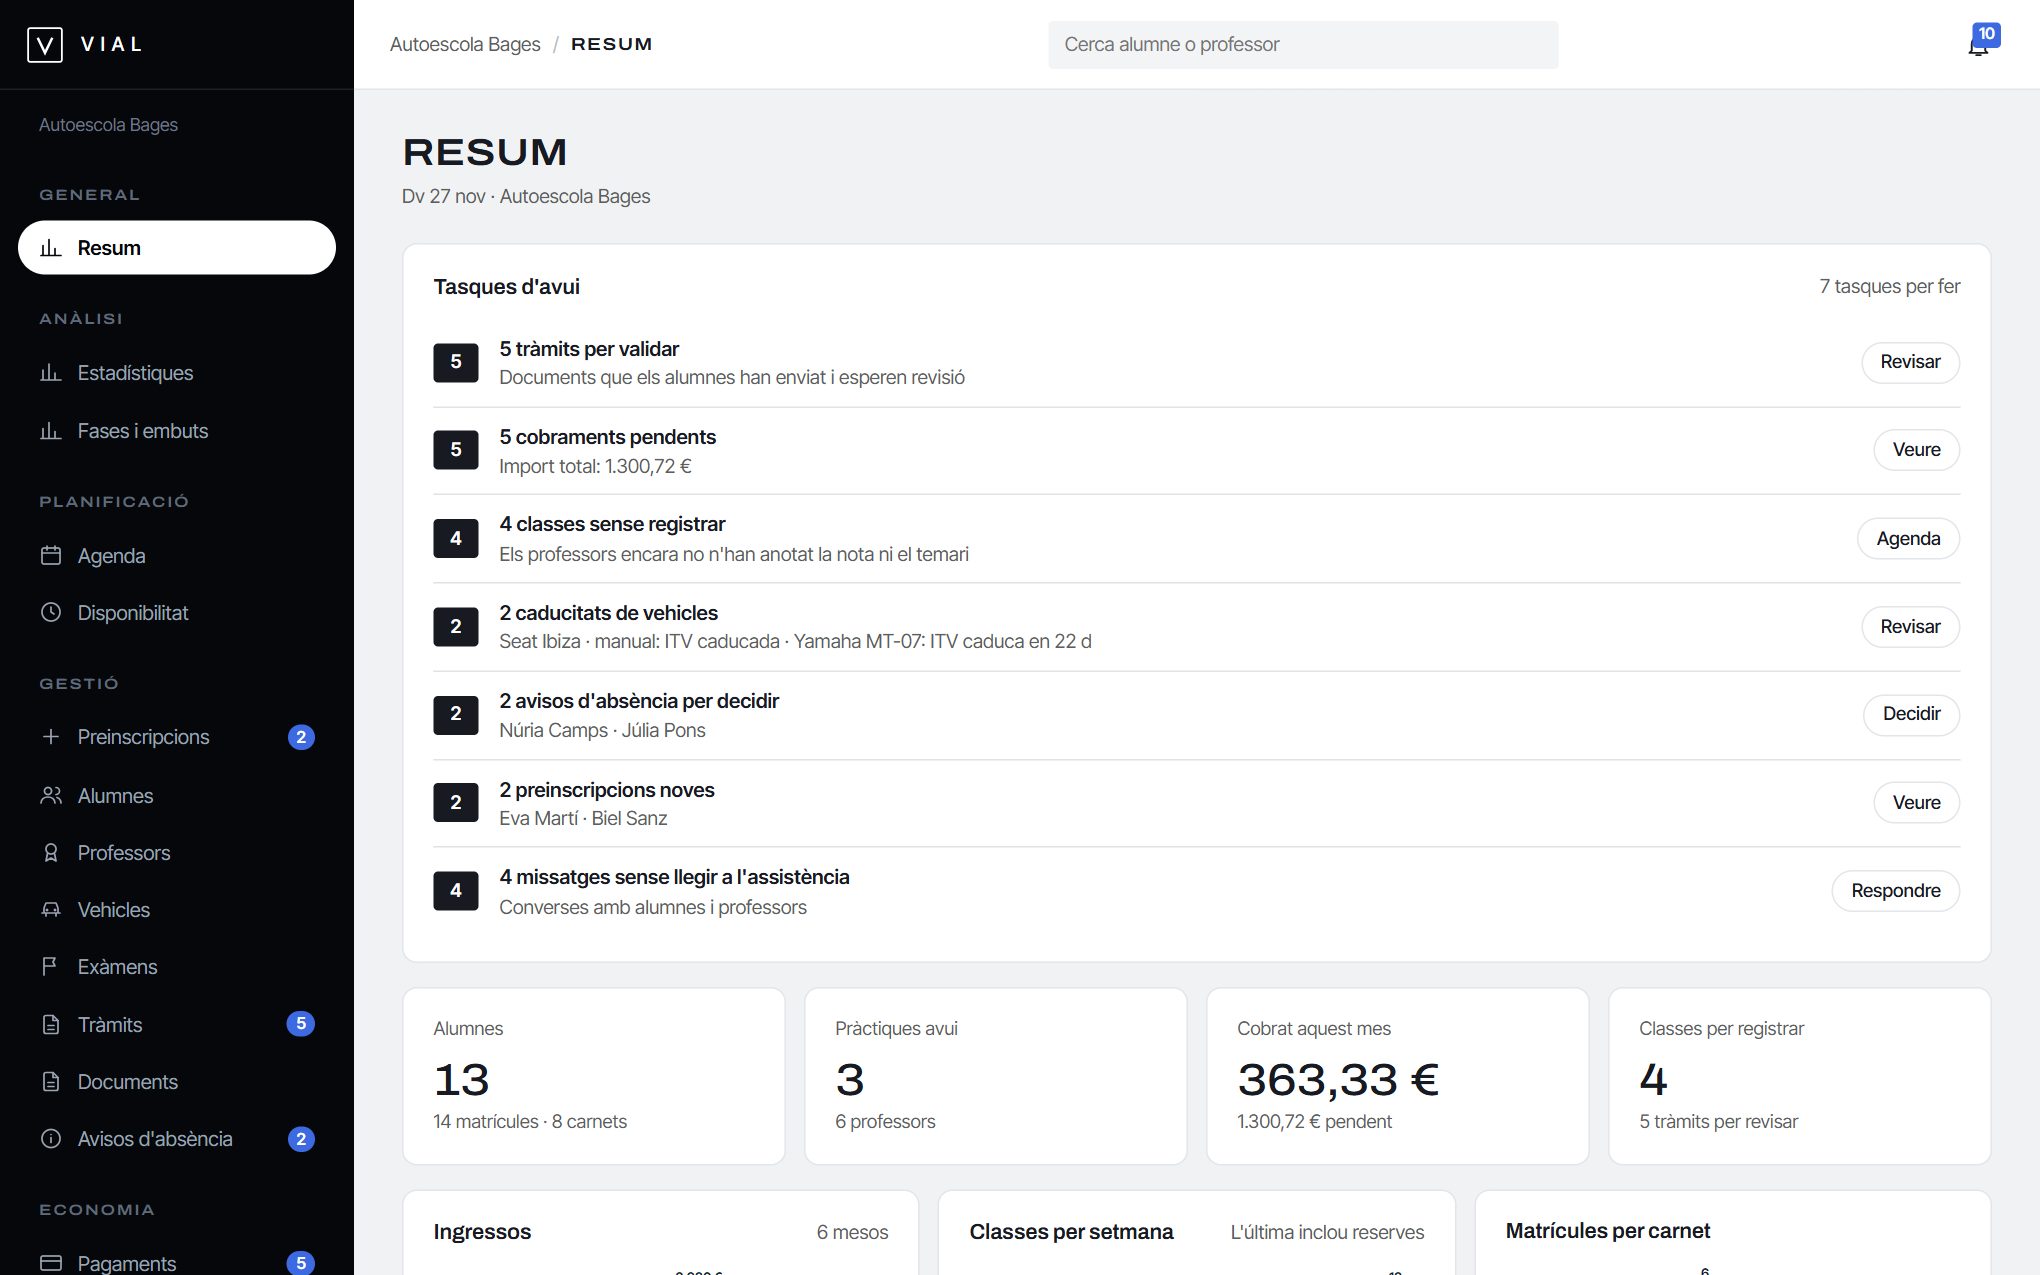 VIAL
Autoescola Bages / RESUM
Cerca alumne o professor
10
Autoescola Bages
GENERAL
Resum
ANÀLISI
Estadístiques
Fases i embuts
PLANIFICACIÓ
Agenda
Disponibilitat
GESTIÓ
Preinscripcions 2
Alumnes
Professors
Vehicles
Exàmens
Tràmits 5
Documents
Avisos d'absència 2
ECONOMIA
Pagaments 5
RESUM
Dv 27 nov · Autoescola Bages
Tasques d'avui
7 tasques per fer
5
5 tràmits per validar
Documents que els alumnes han enviat i esperen revisió
Revisar
5
5 cobraments pendents
Import total: 1.300,72 €
Veure
4
4 classes sense registrar
Els professors encara no n'han anotat la nota ni el temari
Agenda
2
2 caducitats de vehicles
Seat Ibiza · manual: ITV caducada · Yamaha MT-07: ITV caduca en 22 d
Revisar
2
2 avisos d'absència per decidir
Núria Camps · Júlia Pons
Decidir
2
2 preinscripcions noves
Eva Martí · Biel Sanz
Veure
4
4 missatges sense llegir a l'assistència
Converses amb alumnes i professors
Respondre
Alumnes
13
14 matrícules · 8 carnets
Pràctiques avui
3
6 professors
Cobrat aquest mes
363,33 €
1.300,72 € pendent
Classes per registrar
4
5 tràmits per revisar
Ingressos
6 mesos
Classes per setmana
L'última inclou reserves
Matrícules per carnet